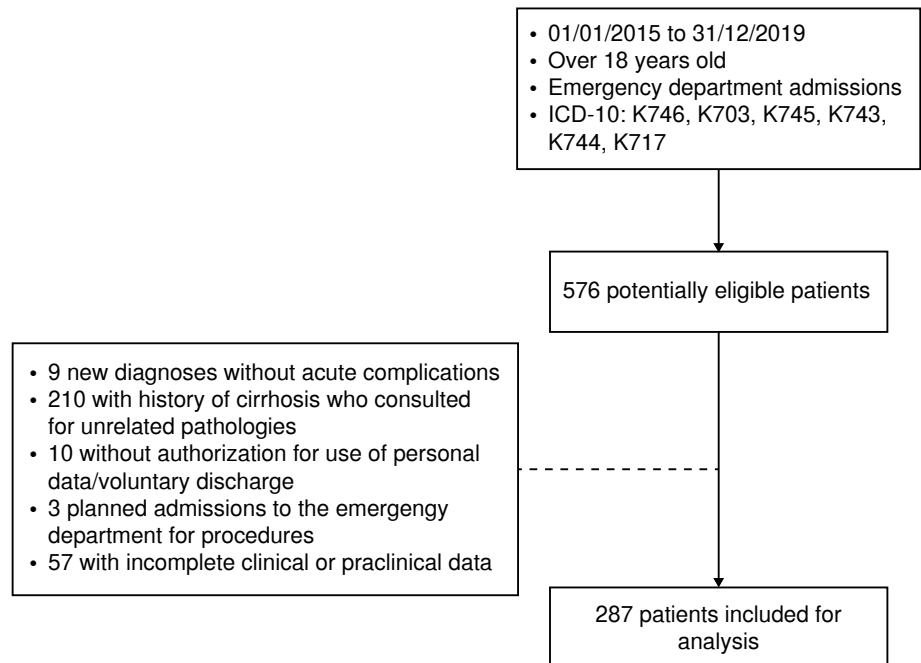 • 01/01/2015 to 31/12/2019
• Over 18 years old
• Emergency department admissions
• ICD-10: K746, K703, K745, K743,
K744, K717
576 potentially eligible patients
• 9 new diagnoses without acute complications
• 210 with history of cirrhosis who consulted
for unrelated pathologies
• 10 without authorization for use of personal
data/voluntary discharge
• 3 planned admissions to the emergengy
department for procedures
• 57 with incomplete clinical or praclinical data
287 patients included for
analysis